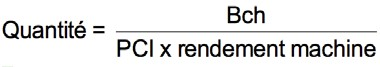 Quantité = Bch
PCI x rendement machine